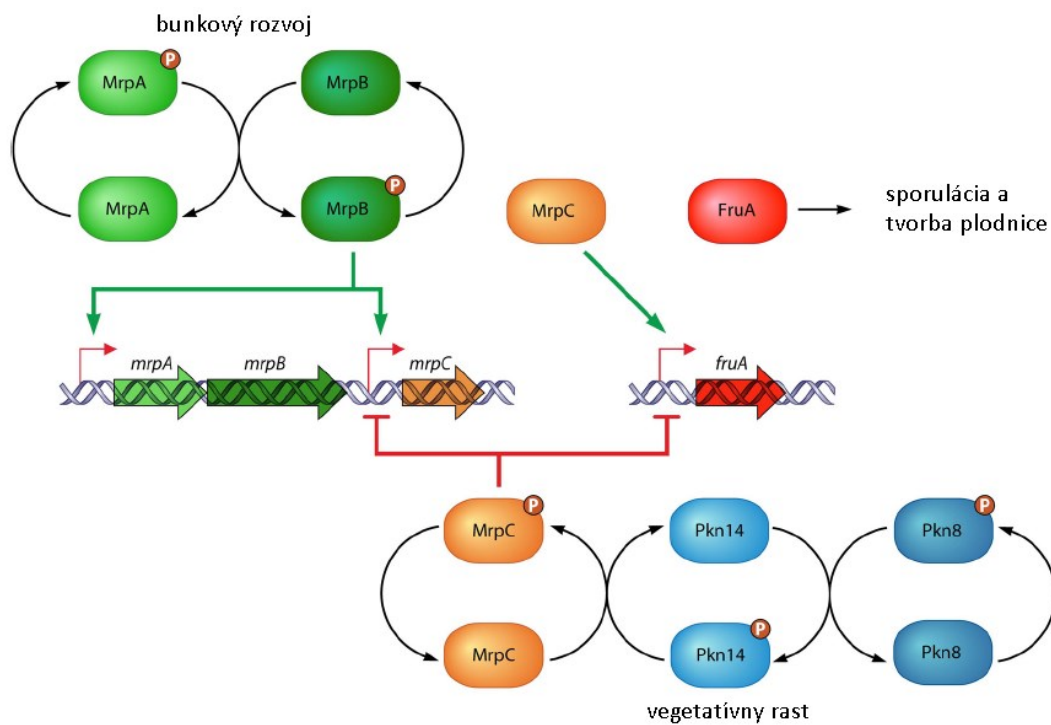 bunkový rozvoj
P
MrpA
MrpB
P
MrpA
MrpB
MrpC
FruA
sporulácia a
tvorba plodnice
mrpA
mrpB
mrpC
fruA
P
P
MrpC
Pkn14
Pkn8
P
MrpC
Pkn14
Pkn8
vegetatívny rast